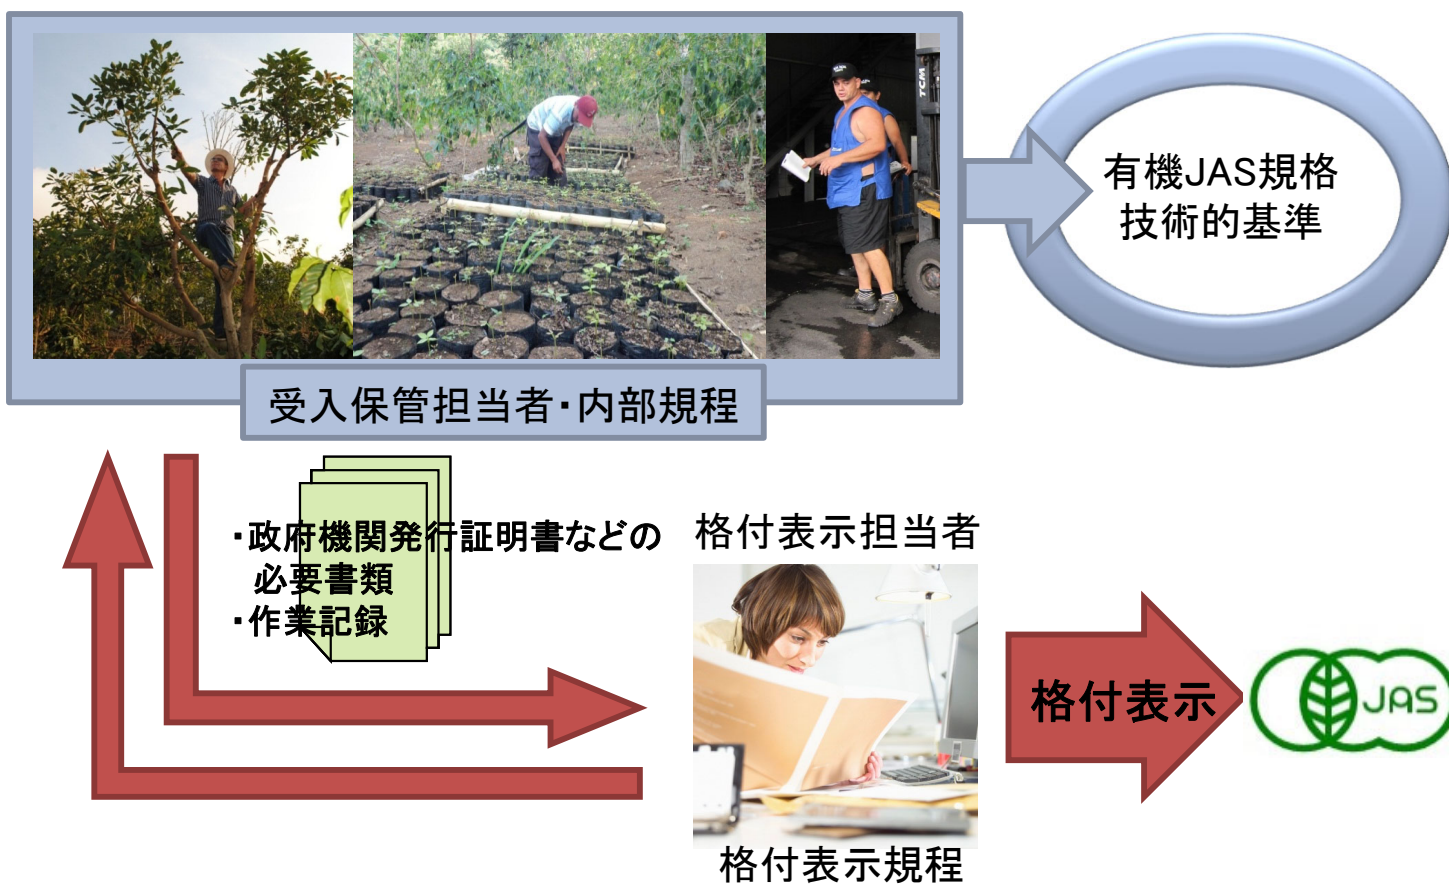 TCM
有機JAS規格
技術的基準
受入保管担当者・内部規程
・政府機関発行証明書などの
必要書類
・作業記録
格付表示担当者
格付表示
JAS
格付表示規程